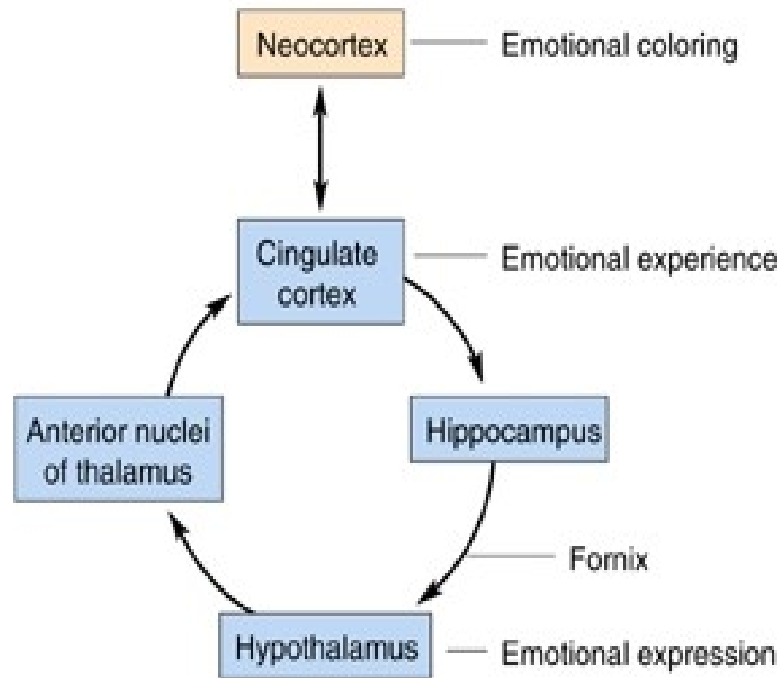 Neocortex
Emotional coloring
Cingulate
cortex
Emotional experience
Anterior nuclei
of thalamus
Hippocampus
Fornix
Hypothalamus
Emotional expression